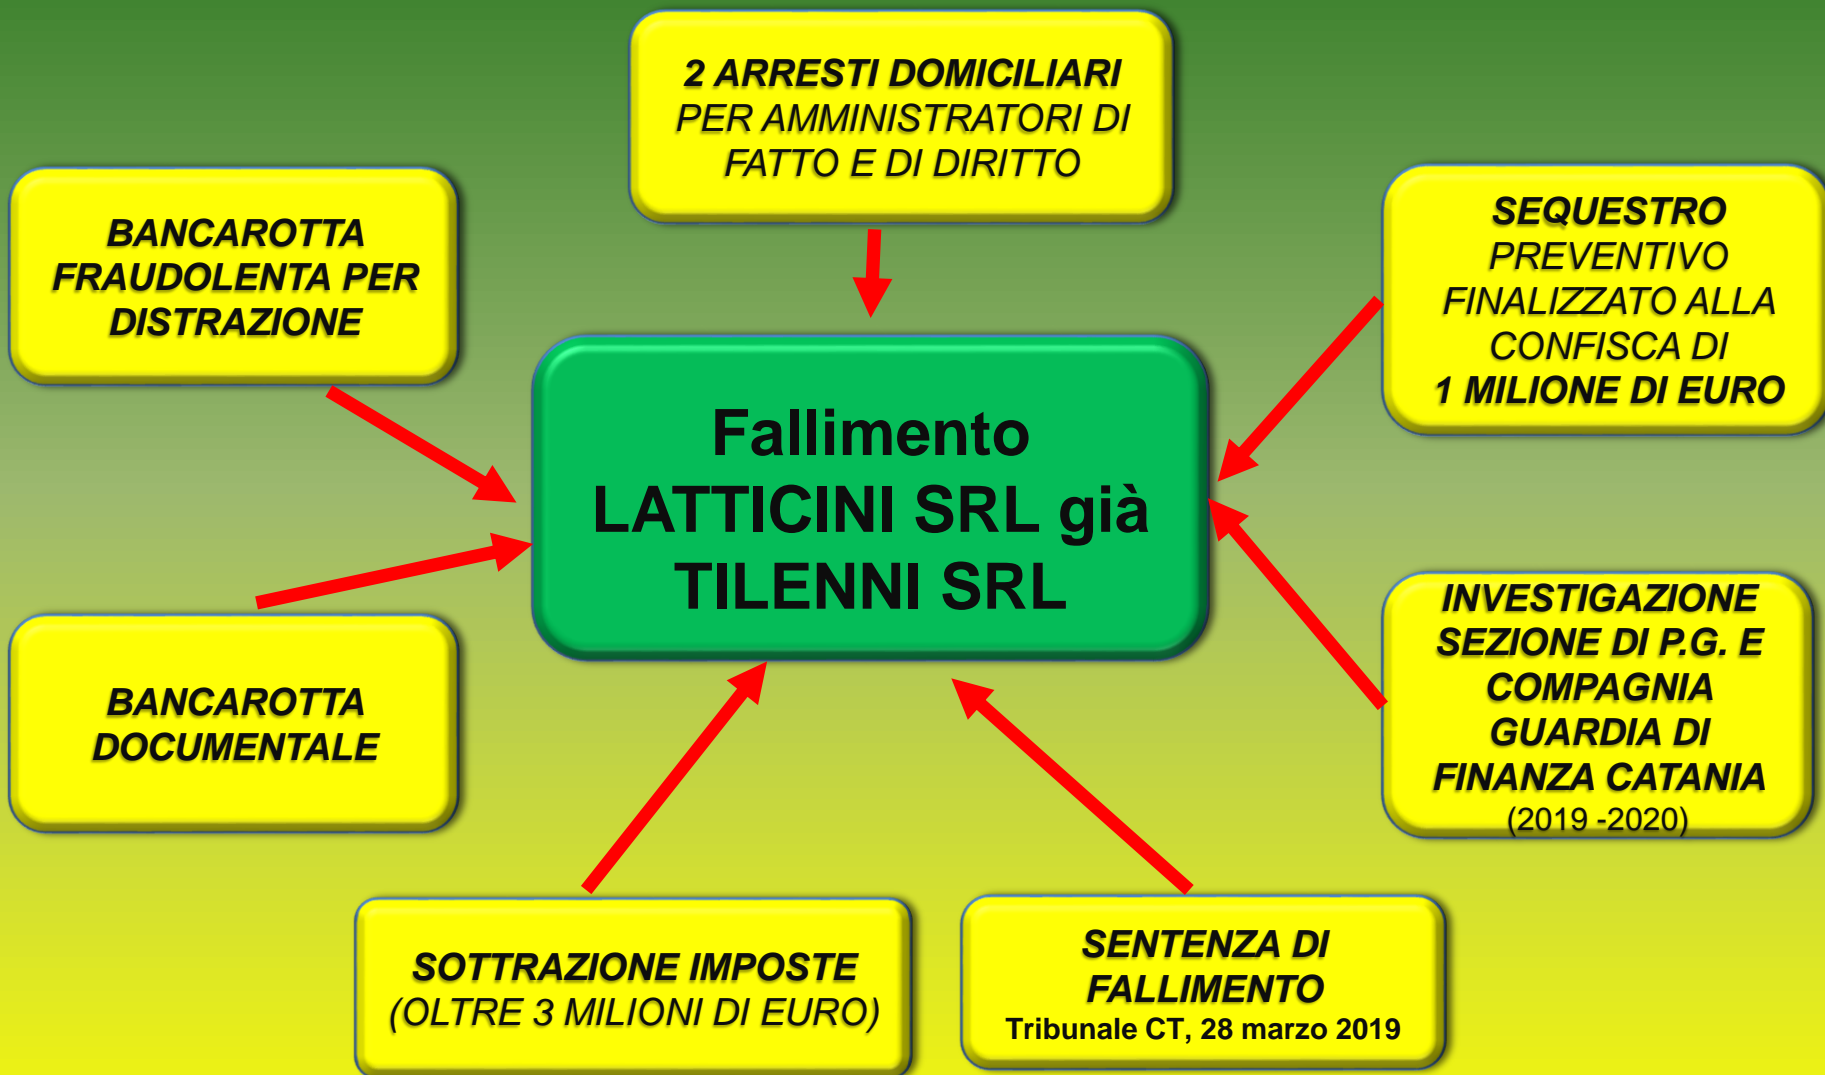 2 ARRESTI DOMICILIARI
PER AMMINISTRATORI DI
FATTO E DI DIRITTO
BANCAROTTA
FRAUDOLENTA PER
DISTRAZIONE
SEQUESTRO
PREVENTIVO
FINALIZZATO ALLA
CONFISCA DI
1 MILIONE DI EURO
Fallimento
LATTICINI SRL già
TILENNI SRL
BANCAROTTA
DOCUMENTALE
INVESTIGAZIONE
SEZIONE DI P.G. E
COMPAGNIA
GUARDIA DI
FINANZA CATANIA
(2019 -2020)
SOTTRAZIONE IMPOSTE
(OLTRE 3 MILIONI DI EURO)
SENTENZA DI
FALLIMENTO
Tribunale CT, 28 marzo 2019